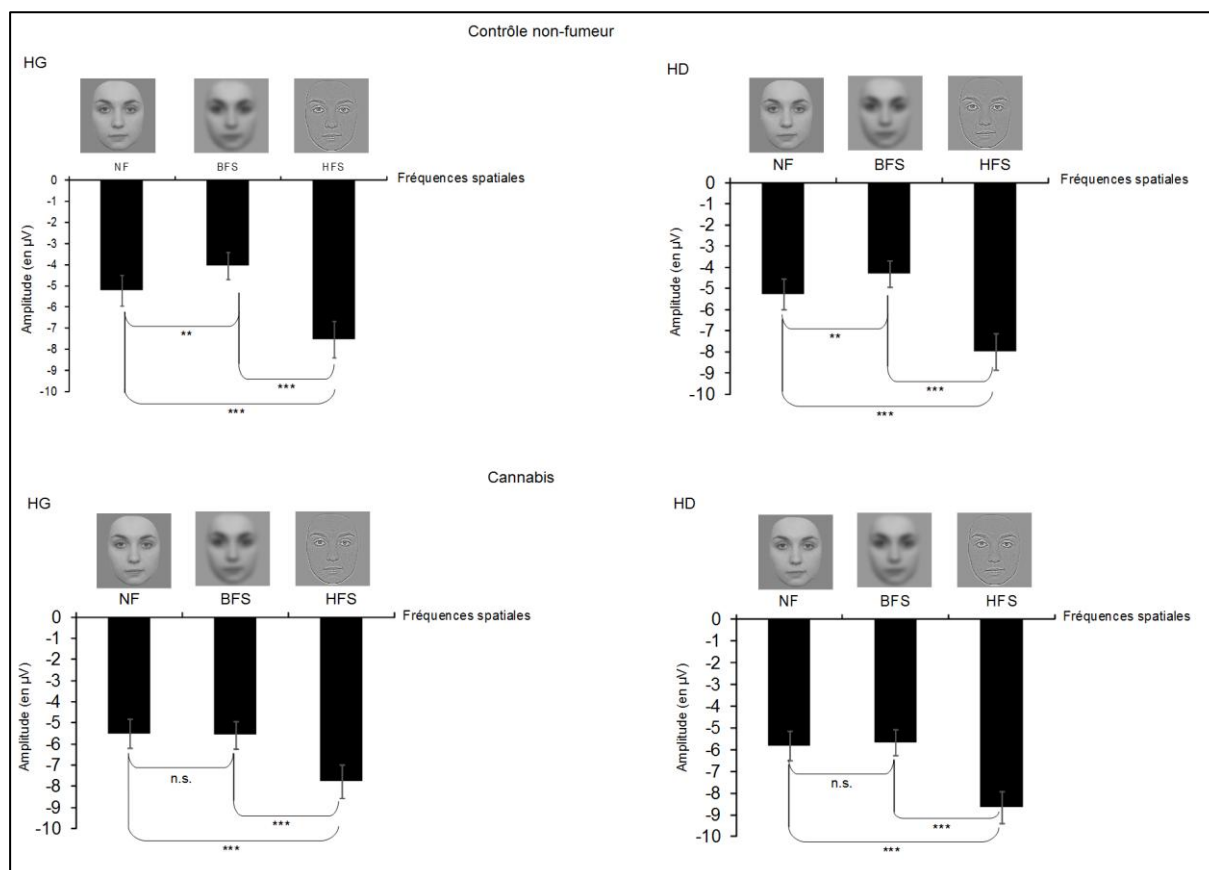 Contrôle non-fumeur
HG
NF
BFS
HFS
Fréquences spatiales
Amplitude (en µV)
0
-1
-2
-3
-4
-5
-6
-7
-8
-9
-10
**
***
***
HD
NF
BFS
HFS
Fréquences spatiales
Amplitude (en µV)
0
-1
-2
-3
-4
-5
-6
-7
-8
-9
-10
**
***
***
Cannabis
HG
NF
BFS
HFS
Fréquences spatiales
Amplitude (en µV)
0
-1
-2
-3
-4
-5
-6
-7
-8
-9
-10
n.s.
***
***
HD
NF
BFS
HFS
Fréquences spatiales
Amplitude (en µV)
0
-1
-2
-3
-4
-5
-6
-7
-8
-9
-10
n.s.
***
***